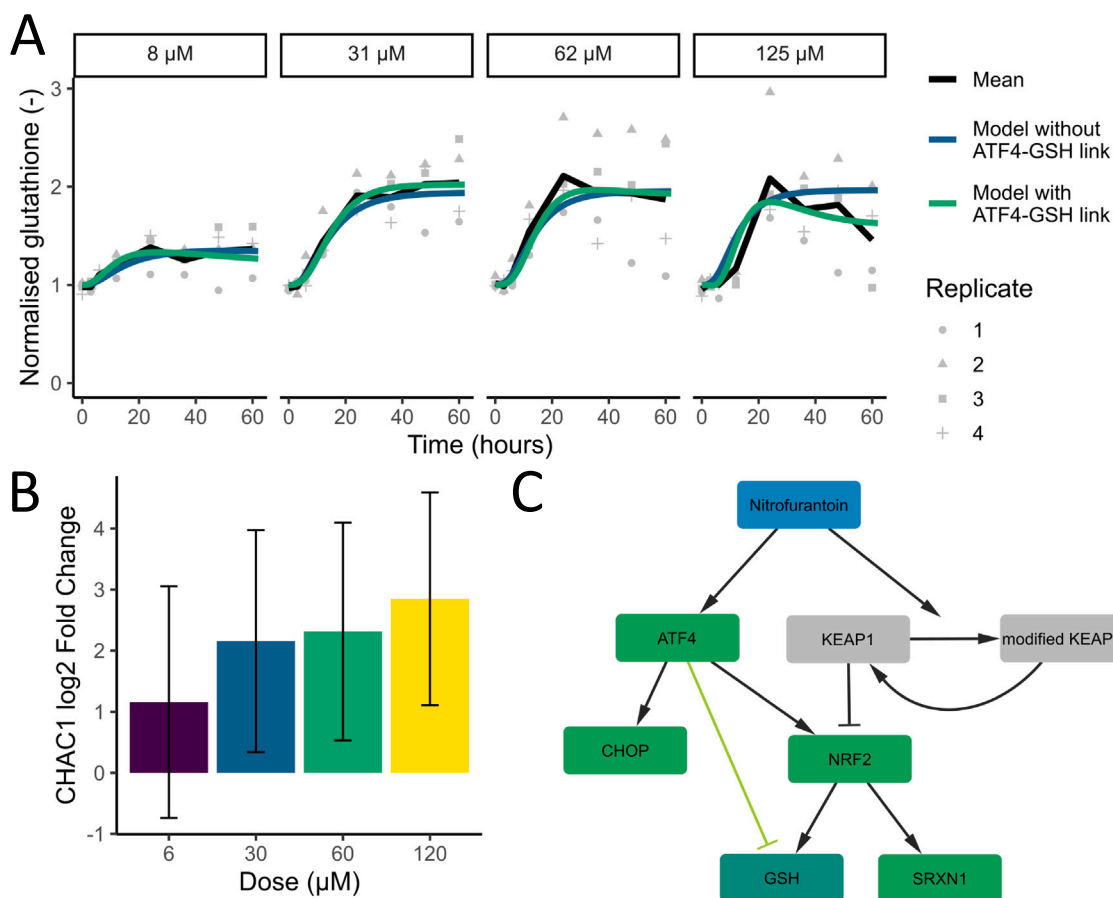 A
8 µM
31 µM
62 µM
125 µM
Normalised glutathione (-)
3
2
1
0
0 20 40 60
0 20 40 60
0 20 40 60
0 20 40 60
Time (hours)
Mean
Model without
ATF4-GSH link
Model with
ATF4-GSH link
Replicate
1
2
3
4
B
CHAC1 log2 Fold Change
4
3
2
1
0
-1
6 30 60 120
Dose (µM)
C
Nitrofurantoin
ATF4
KEAP1
modified KEAP
CHOP
NRF2
GSH
SRXN1